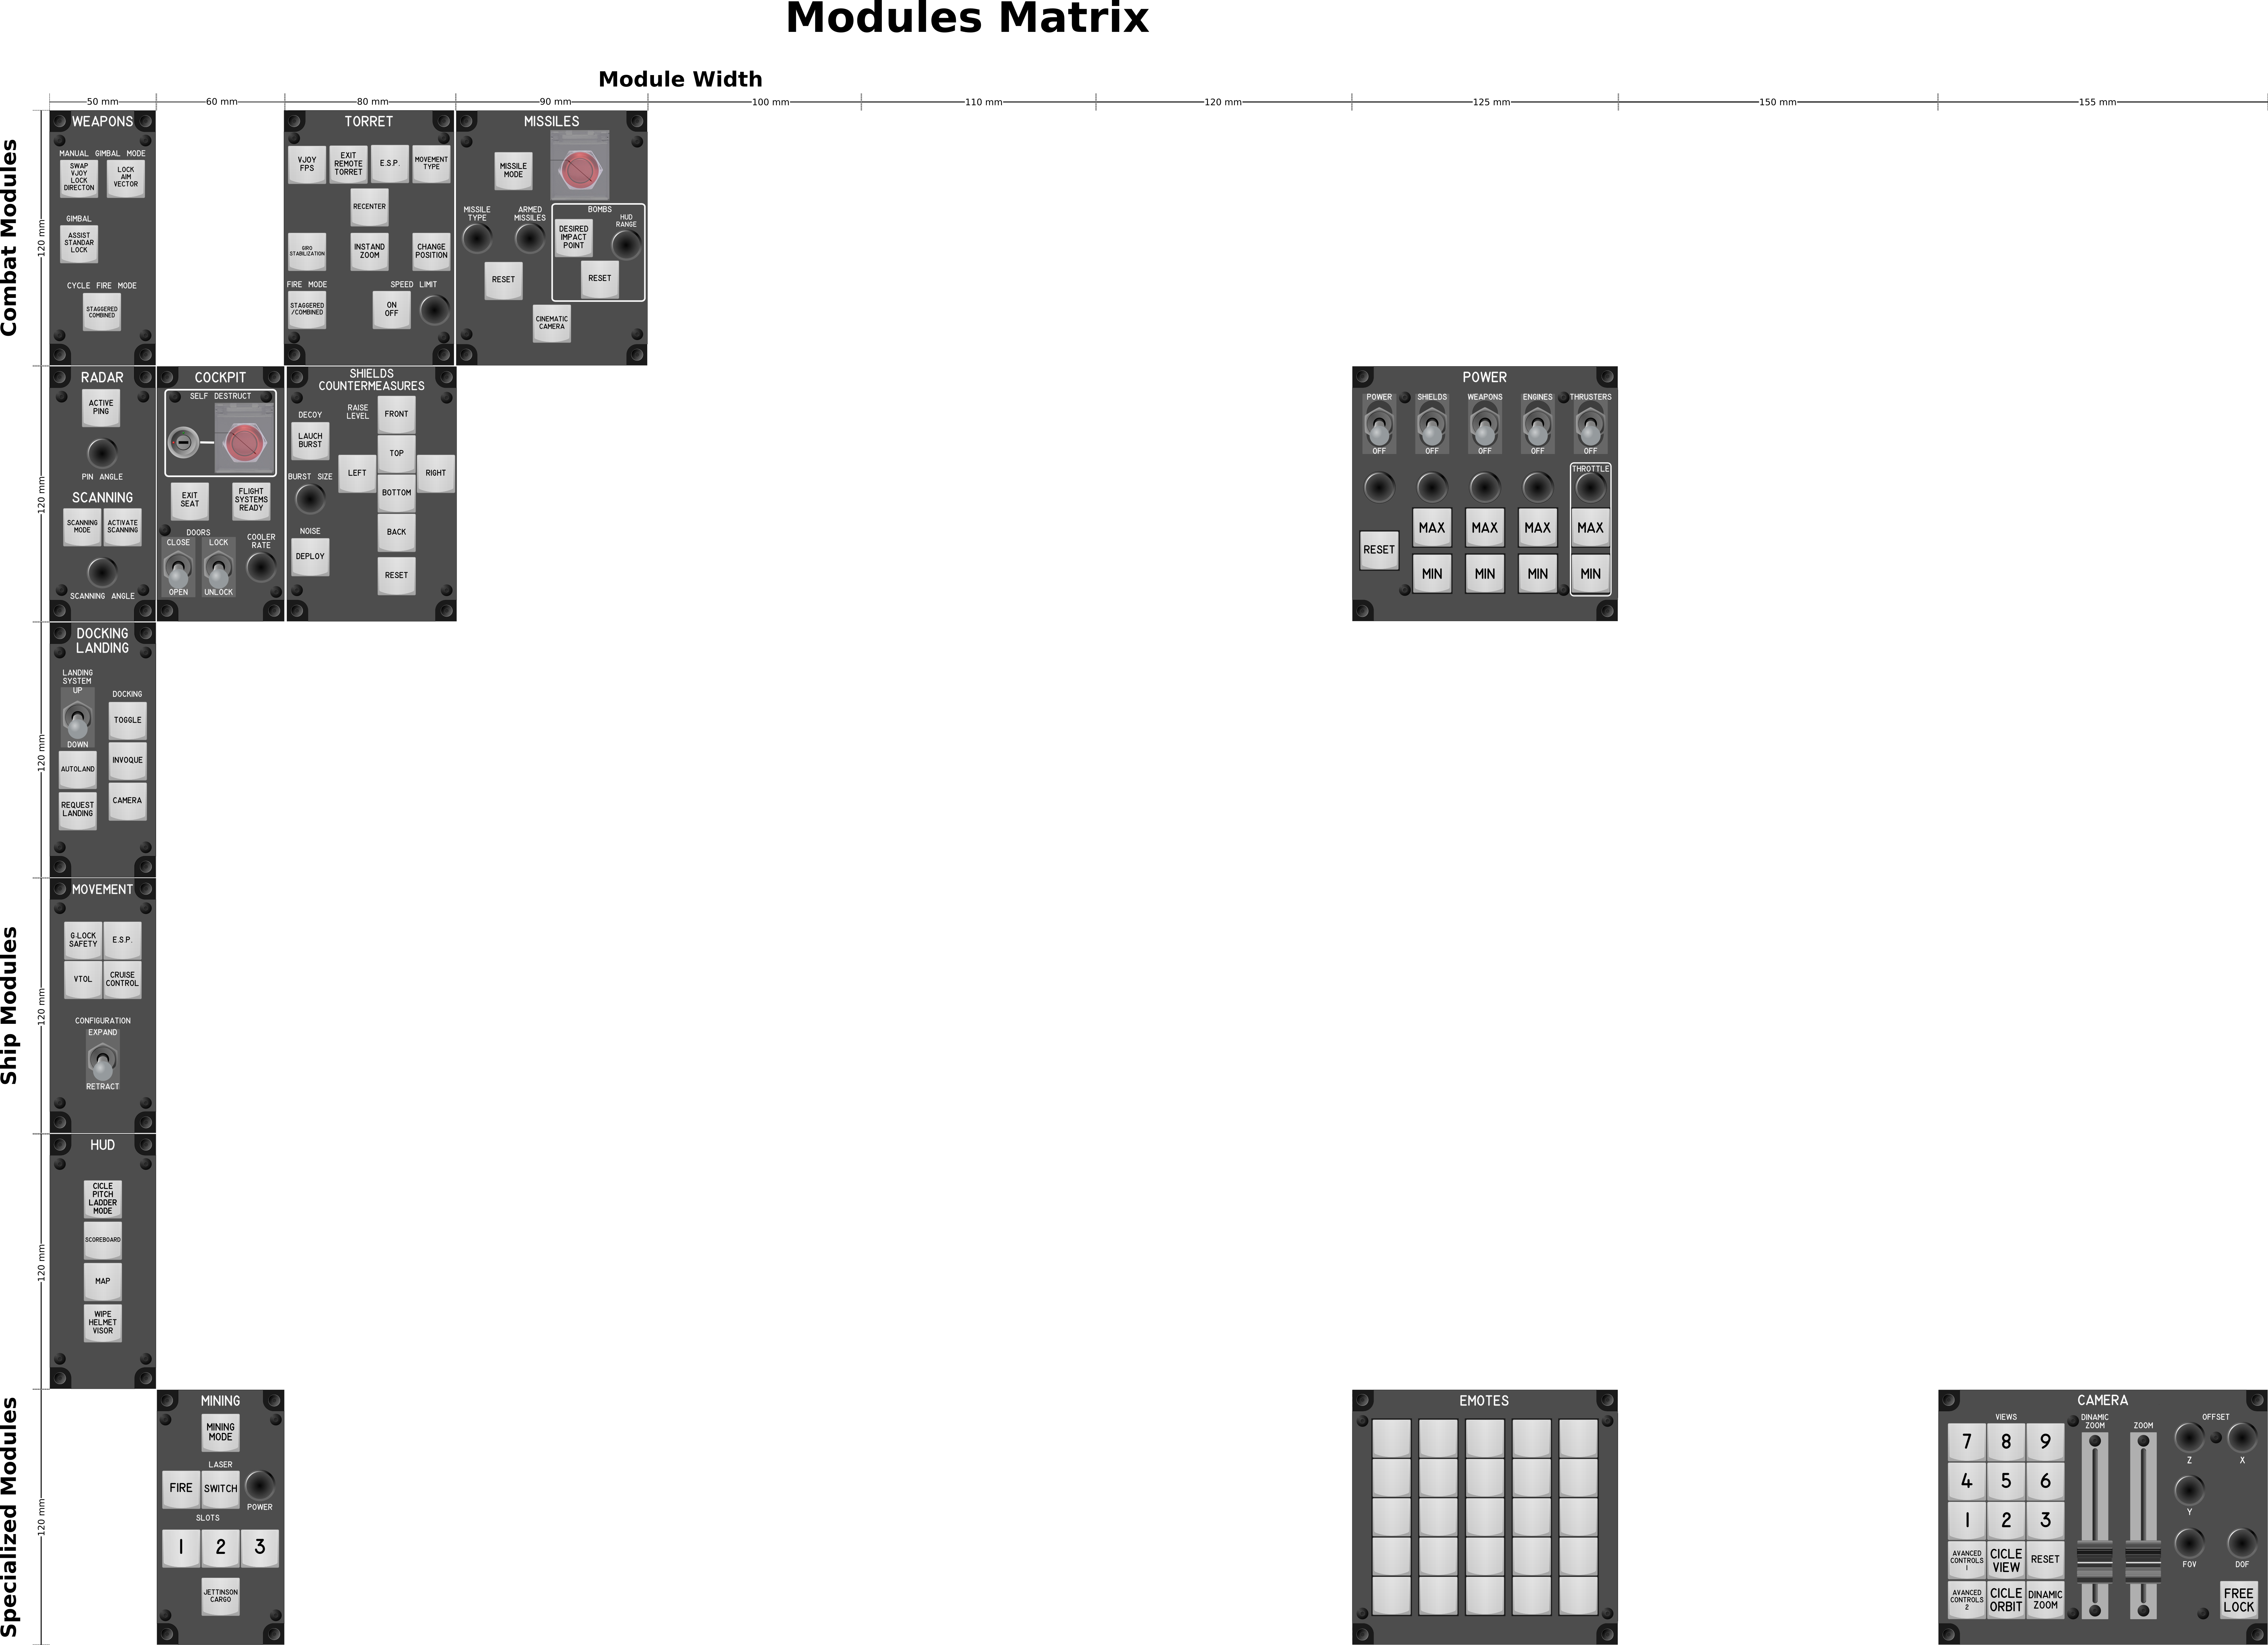 Modules Matrix
Module Width
50 mm
60 mm
80 mm
90 mm
100 mm
110 mm
120 mm
125 mm
150 mm
155 mm
Combat Modules
120 mm
WEAPONS
MANUAL GIMBAL MODE
SWAP
VJOY
LOCK
DIRECTON
LOCK
AIM
VECTOR
GIMBAL
ASSIST
STANDAR
LOCK
CYCLE FIRE MODE
STAGGERED
COMBINED
TORRET
VJOY
FPS
EXIT
REMOTE
TORRET
E.S.P.
MOVEMENT
TYPE
RECENTER
GIRO
STABILIZATION
INSTAND
ZOOM
CHANGE
POSITION
FIRE MODE
STAGGERED
/COMBINED
SPEED LIMIT
ON
OFF
MISSILES
MISSILE
MODE
MISSILE
TYPE
ARMED
MISSILES
RESET
BOMBS
DESIRED
IMPACT
POINT
HUD
RANGE
RESET
CINEMATIC
CAMERA
Ship Modules
120 mm
RADAR
ACTIVE
PING
PIN ANGLE
SCANNING
SCANNING
MODE
ACTIVATE
SCANNING
SCANNING ANGLE
COCKPIT
SELF DESTRUCT
EXIT
SEAT
FLIGHT
SYSTEMS
READY
DOORS
CLOSE
OPEN
LOCK
UNLOCK
COOLER
RATE
SHIELDS
COUNTERMEASURES
DECOY
LAUCH
BURST
BURST SIZE
NOISE
DEPLOY
RAISE
LEVEL
FRONT
TOP
LEFT
RIGHT
BOTTOM
BACK
RESET
POWER
POWER
OFF
SHIELDS
OFF
WEAPONS
OFF
ENGINES
OFF
THRUSTERS
OFF
THROTTLE
RESET
MAX
MAX
MAX
MAX
MIN
MIN
MIN
MIN
120 mm
DOCKING
LANDING
LANDING
SYSTEM
UP
DOWN
AUTOLAND
REQUEST
LANDING
DOCKING
TOGGLE
INVOQUE
CAMERA
120 mm
MOVEMENT
G-LOCK
SAFETY
E.S.P.
VTOL
CRUISE
CONTROL
CONFIGURATION
EXPAND
RETRACT
120 mm
HUD
CICLE
PITCH
LADDER
MODE
SCOREBOARD
MAP
WIPE
HELMET
VISOR
Specialized Modules
120 mm
MINING
MINING
MODE
LASER
FIRE
SWITCH
POWER
SLOTS
1
2
3
JETTINSON
CARGO
EMOTES
CAMERA
VIEWS
7
8
9
4
5
6
1
2
3
AVANCED
CONTROLS
1
CICLE
VIEW
RESET
AVANCED
CONTROLS
2
CICLE
ORBIT
DINAMIC
ZOOM
DINAMIC
ZOOM
ZOOM
OFFSET
Z
X
Y
FOV
DOF
FREE
LOCK